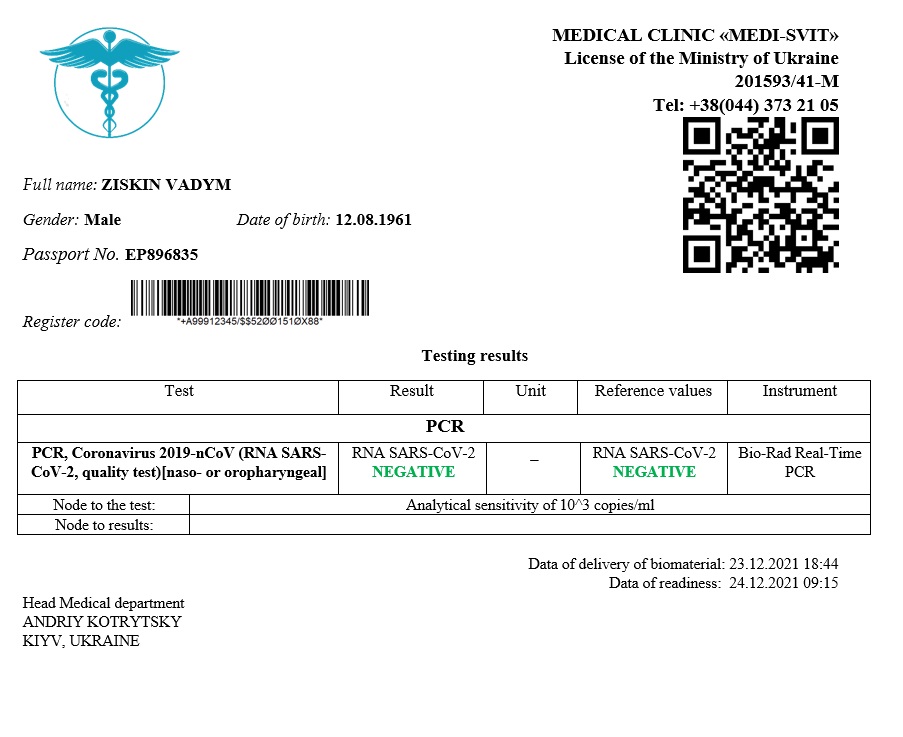 MEDICAL CLINIC «MEDI-SVIT»
License of the Ministry of Ukraine
201593/41-M
Tel: +38(044) 373 21 05
Full name: ZISKIN VADYM
Gender: Male Date of birth: 12.08.1961
Passport No. EP896835
Register code:
*+A99912345/$$52ØØ151ØX88*
Testing results
Test Result Unit Reference values Instrument
PCR
PCR, Coronavirus 2019-nCoV (RNA SARS-
CoV-2, quality test)[naso- or oropharyngeal]
RNA SARS-CoV-2
NEGATIVE
–
RNA SARS-CoV-2
NEGATIVE
Bio-Rad Real-Time
PCR
Node to the test: Analytical sensitivity of 10^3 copies/ml
Node to results:
Data of delivery of biomaterial: 23.12.2021 18:44
Data of readiness: 24.12.2021 09:15
Head Medical department
ANDRIY KOTRYTSKY
KIYV, UKRAINE